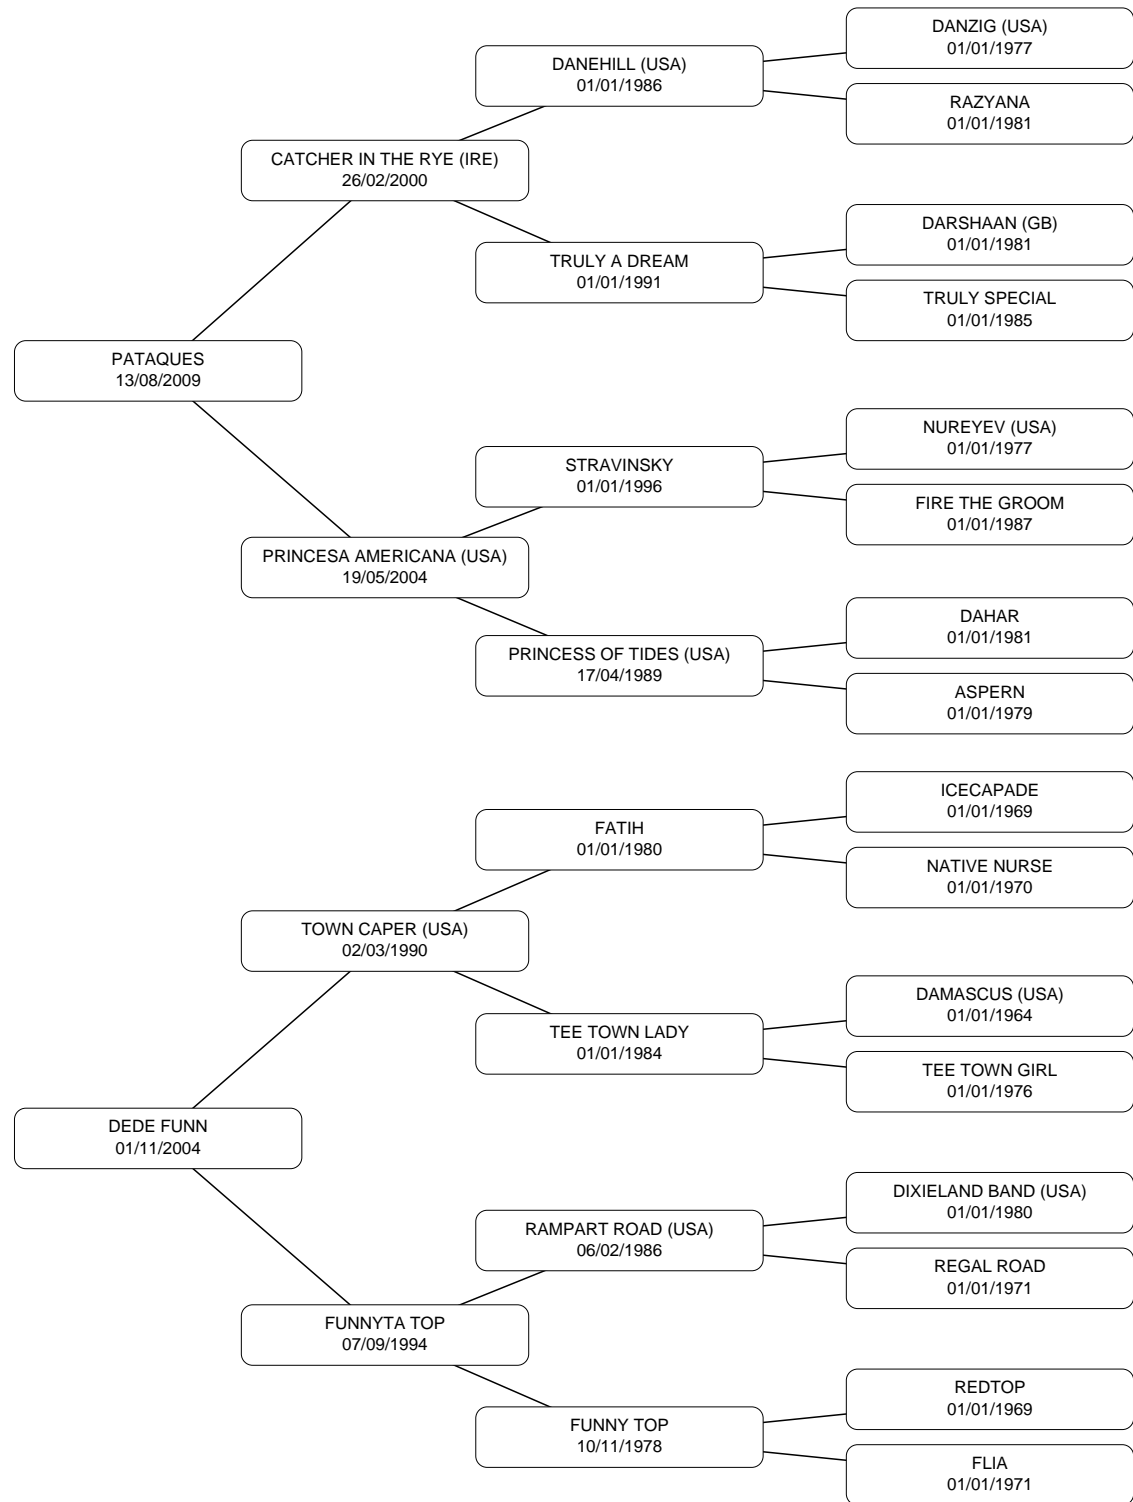 DANZIG (USA)
01/01/1977
DANEHILL (USA)
01/01/1986
RAZYANA
01/01/1981
CATCHER IN THE RYE (IRE)
26/02/2000
DARSHAAN (GB)
01/01/1981
TRULY A DREAM
01/01/1991
TRULY SPECIAL
01/01/1985
PATAQUES
13/08/2009
NUREYEV (USA)
01/01/1977
STRAVINSKY
01/01/1996
FIRE THE GROOM
01/01/1987
PRINCESA AMERICANA (USA)
19/05/2004
DAHAR
01/01/1981
PRINCESS OF TIDES (USA)
17/04/1989
ASPERN
01/01/1979
ICECAPADE
01/01/1969
FATIH
01/01/1980
NATIVE NURSE
01/01/1970
TOWN CAPER (USA)
02/03/1990
DAMASCUS (USA)
01/01/1964
TEE TOWN LADY
01/01/1984
TEE TOWN GIRL
01/01/1976
DEDE FUNN
01/11/2004
DIXIELAND BAND (USA)
01/01/1980
RAMPART ROAD (USA)
06/02/1986
REGAL ROAD
01/01/1971
FUNNYTA TOP
07/09/1994
REDTOP
01/01/1969
FUNNY TOP
10/11/1978
FLIA
01/01/1971